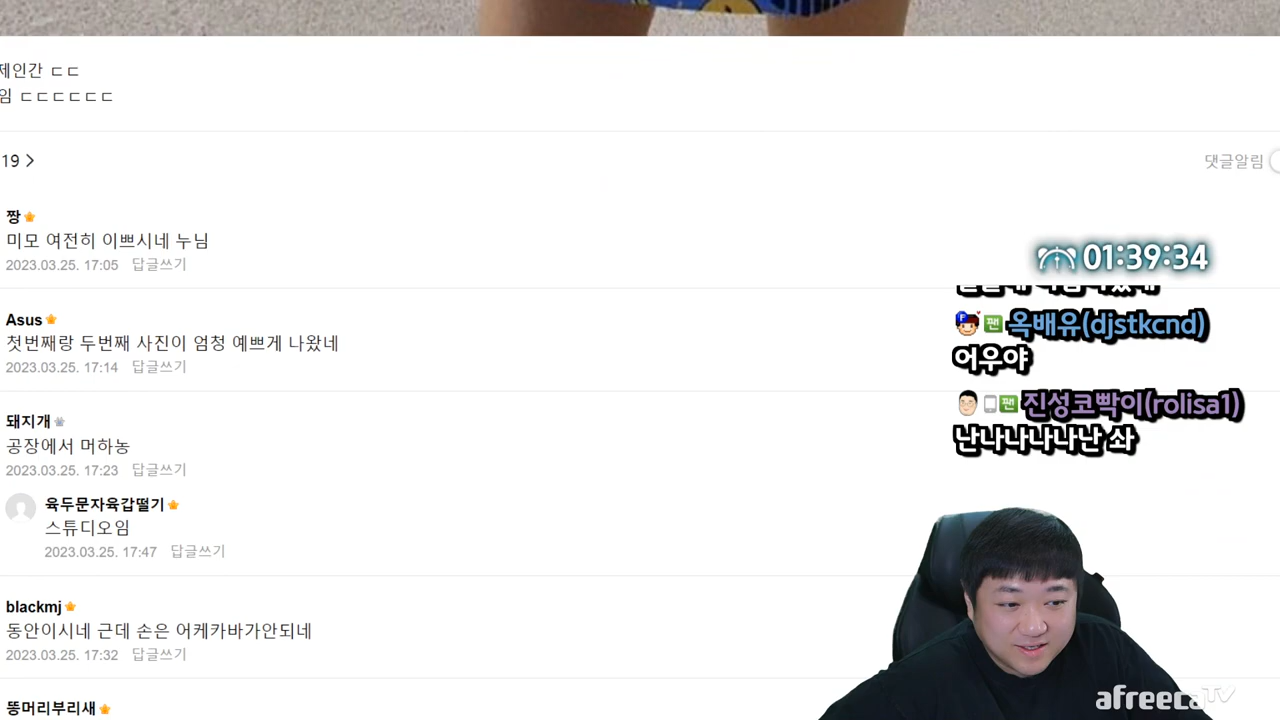 제인간 ㄷㄷ
임 ㄷㄷㄷㄷㄷㄷ
19 >
댓글알림
짱
미모 여전히 이쁘시네 누님
2023.03.25. 17:05 답글쓰기
Asus
첫번째랑 두번째 사진이 엄청 예쁘게 나왔네
2023.03.25. 17:14 답글쓰기
돼지개
공장에서 머하농
2023.03.25. 17:23 답글쓰기
육두문자육갑떨기
스튜디오임
2023.03.25. 17:47 답글쓰기
blackmj
동안이시네 근데 손은 어케카바가안되네
2023.03.25. 17:32 답글쓰기
뚱머리부리새
01:39:34
F 팬 옥배유(djstkcnd)
어우야
팬 진성코빡이(rolisa1)
난나나나나난 쏴
afreecaTV